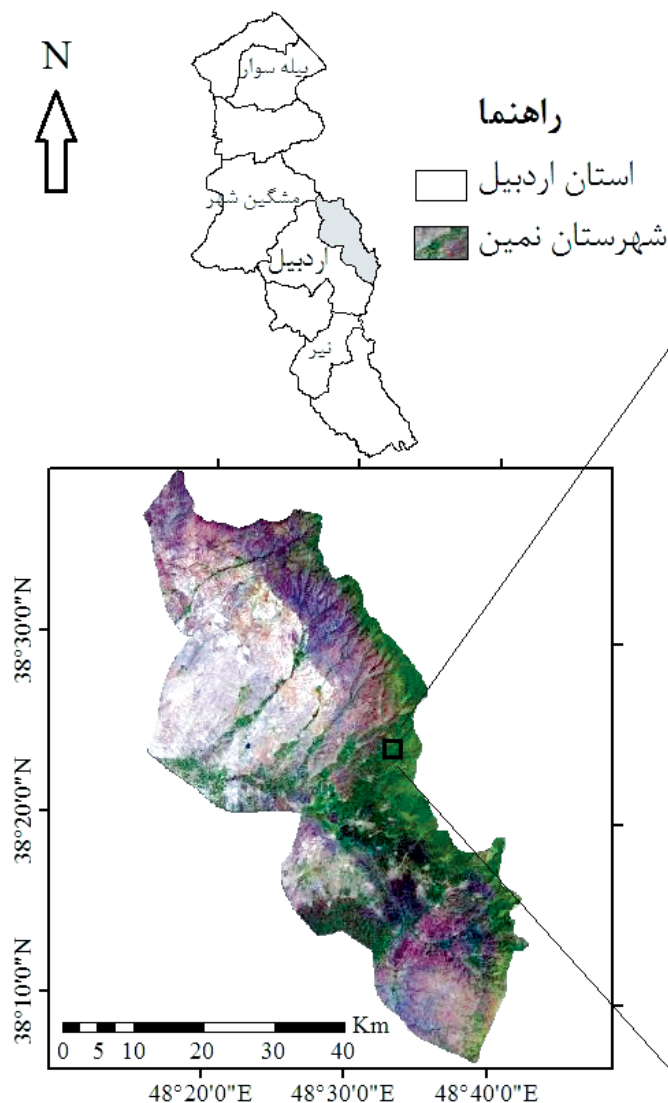 N
بیله سوار
مشگین شهر
اردبیل
نیر
راهنما
استان اردبیل
شهرستان نمین
38°30'0"N
38°20'0"N
38°10'0"N
Km
0 5 10 20 30 40
48°20'0"E 48°30'0"E 48°40'0"E